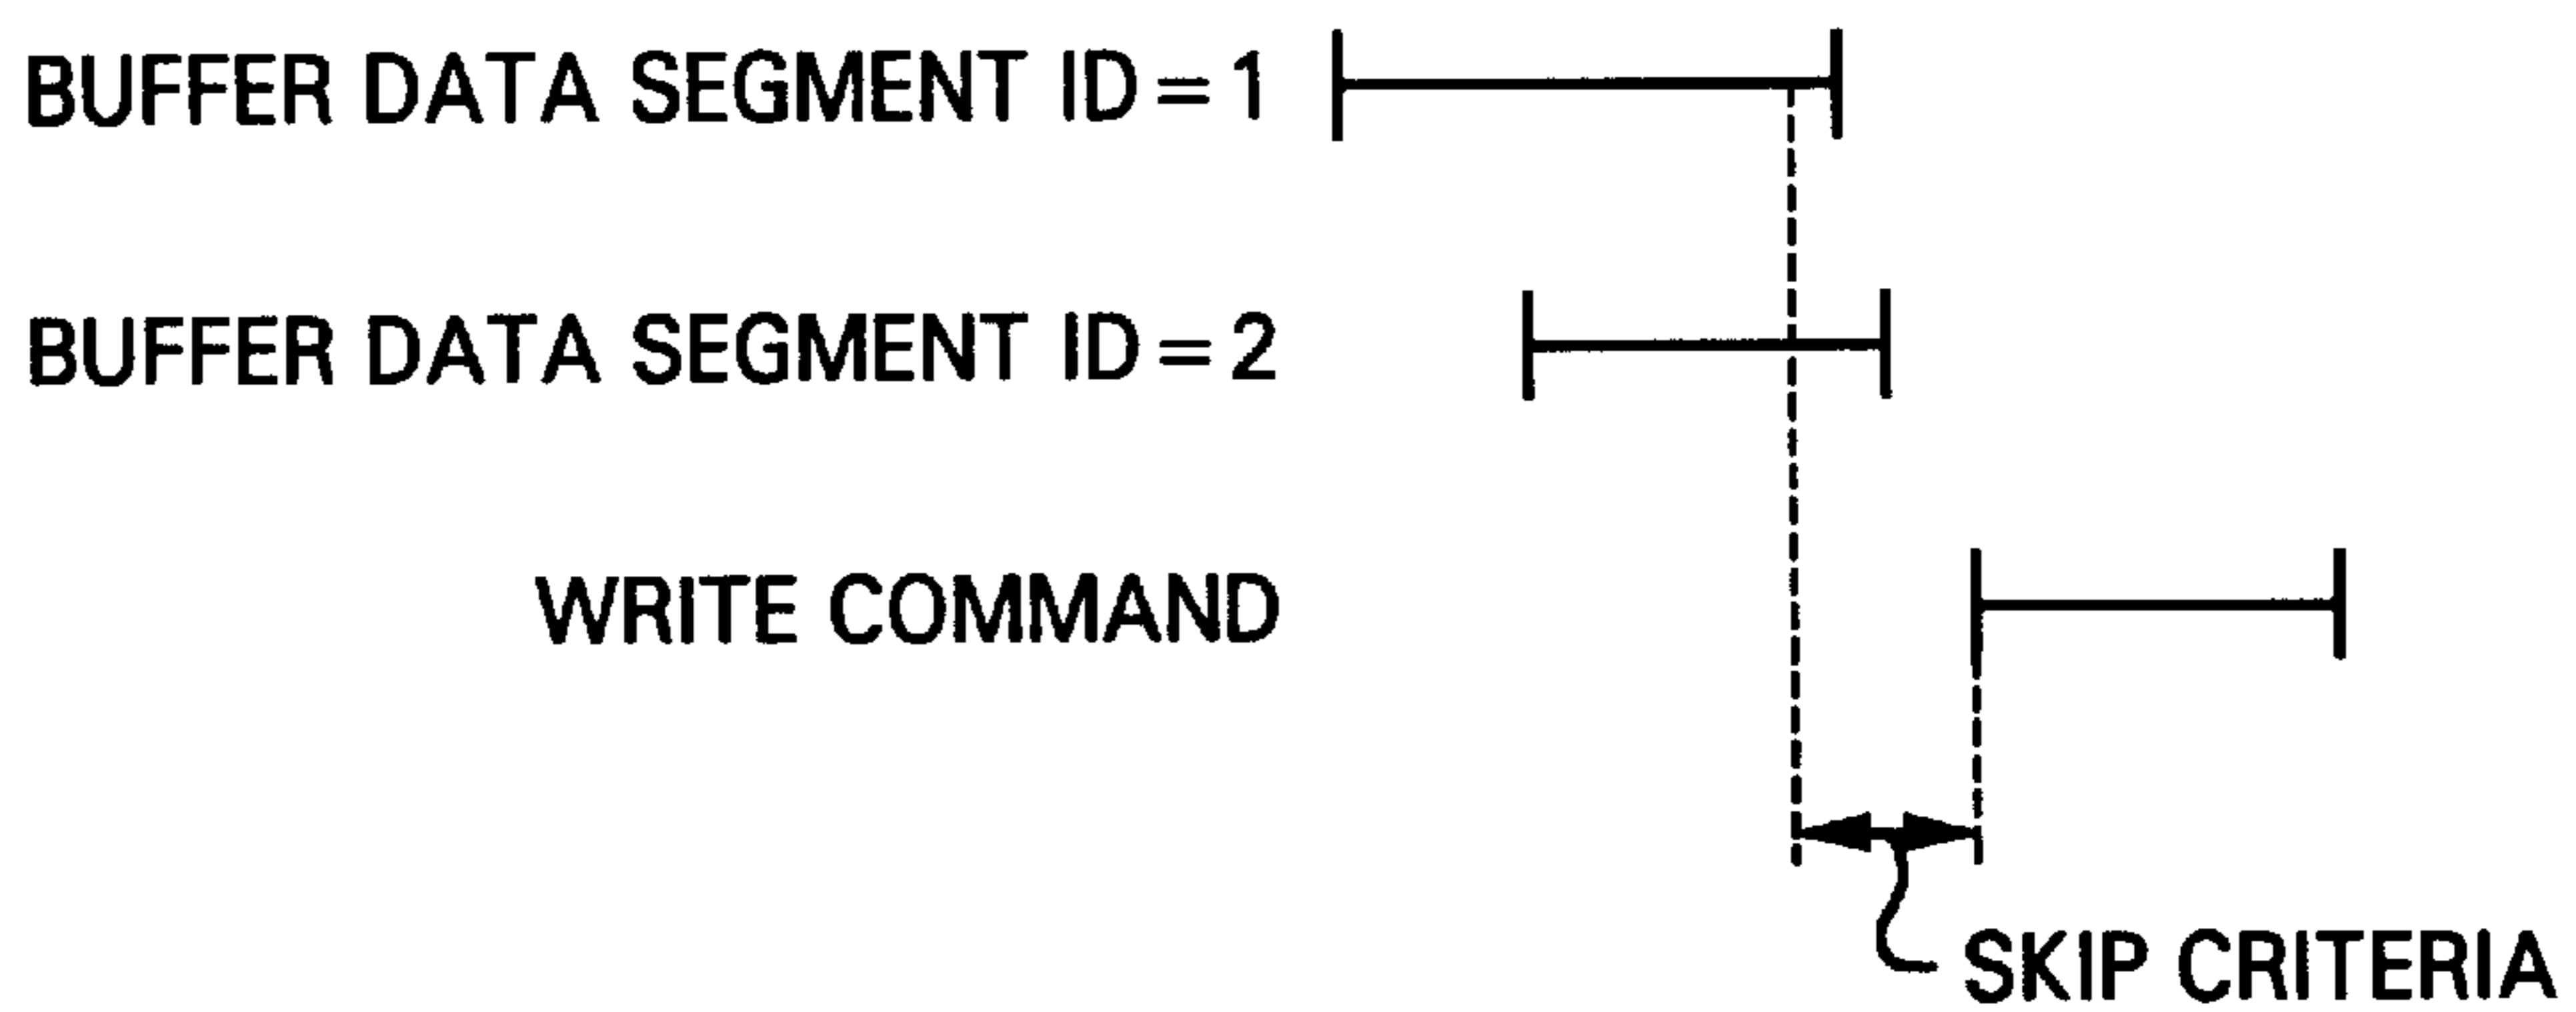 BUFFER DATA SEGMENT ID = 1
BUFFER DATA SEGMENT ID = 2
WRITE COMMAND
SKIP CRITERIA